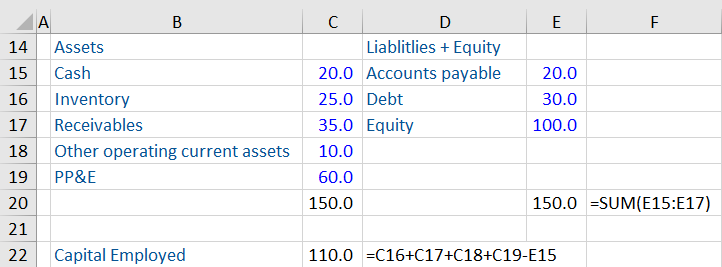 A B C D E F
14 Assets Liablitlies + Equity
15 Cash 20.0 Accounts payable 20.0
16 Inventory 25.0 Debt 30.0
17 Receivables 35.0 Equity 100.0
18 Other operating current assets 10.0
19 PP&E 60.0
20 150.0 150.0 =SUM(E15:E17)
21
22 Capital Employed 110.0 =C16+C17+C18+C19-E15